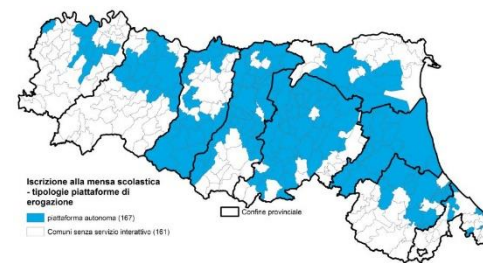 Iscrizione alla mensa scolastica
- tipologie piattaforme di
erogazione
piattaforma autonoma (167)
Comuni senza servizio interattivo (161)
Confine provinciale